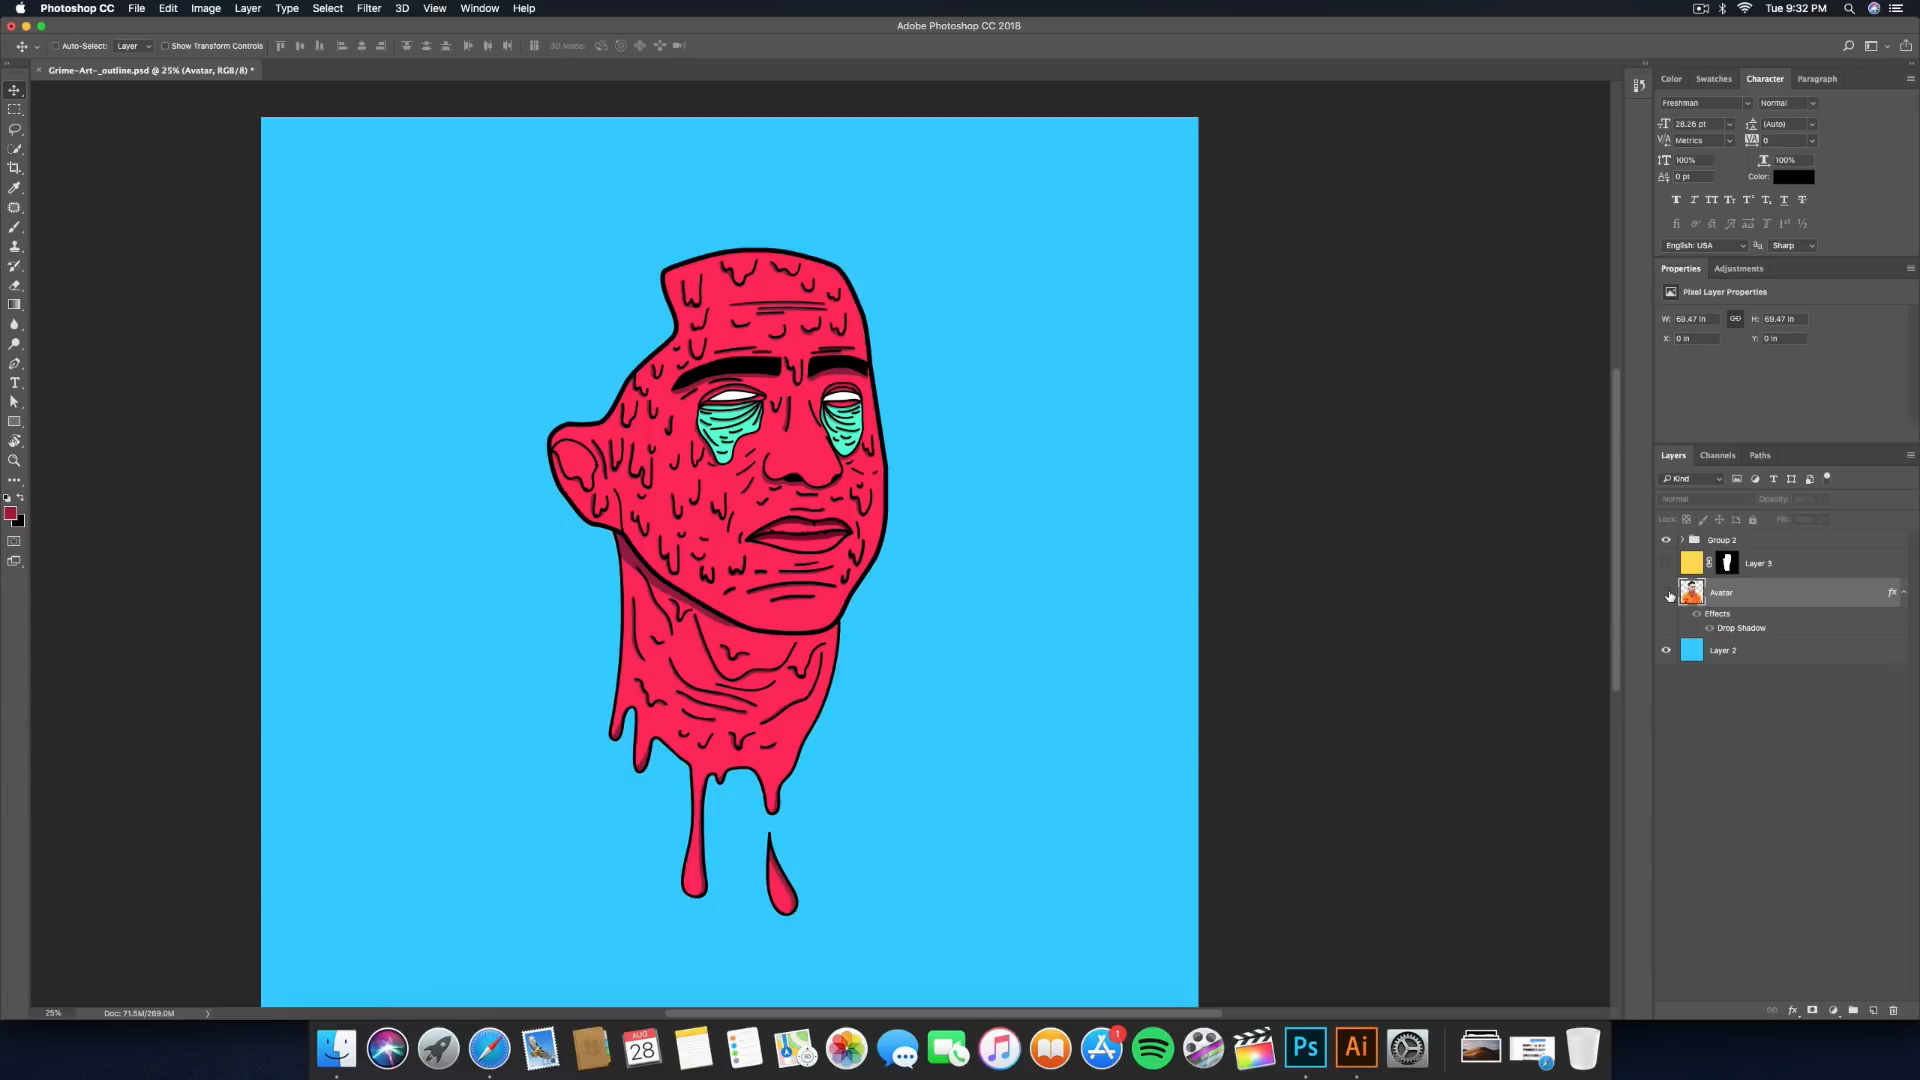 Photoshop CC File Edit Image Layer Type Select Filter 3D View Window Help Tue 9:32 PM
Adobe Photoshop CC 2018
Auto-Select: Layer Show Transform Controls 3D Mode:
Grime-Art-_outline.psd @ 25% (Avatar, RGB/8) *
Color Swatches Character Paragraph
Freshman Normal
28.26 pt (Auto)
Metrics 0
100% 100%
0 pt Color:
English: USA Sharp
Properties Adjustments
Pixel Layer Properties
W: 69.47 in H: 69.47 in
X: 0 in Y: 0 in
Layers Channels Paths
Kind
Normal Opacity:
Lock: Fill:
Group 2
Layer 3
Avatar fx
Effects
Drop Shadow
Layer 2
25% Doc: 71.5M/269.0M
AUG
28
1
Ps
Ai